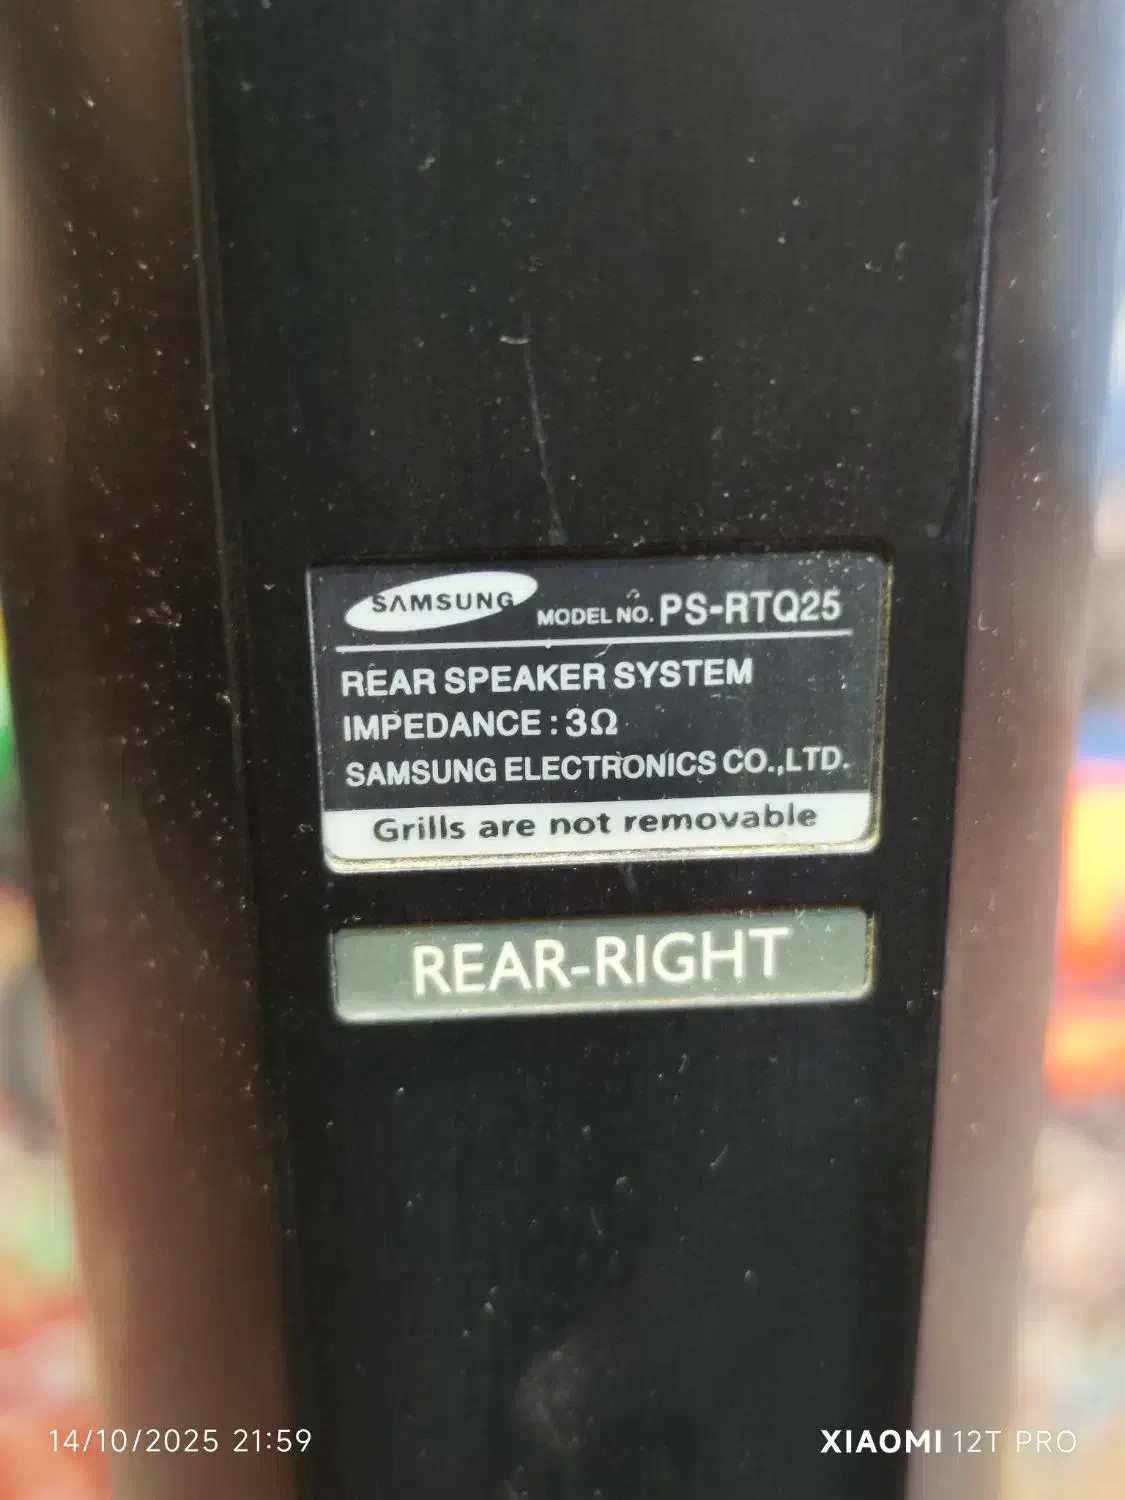 SAMSUNG MODEL NO. PS-RTQ25
REAR SPEAKER SYSTEM
IMPEDANCE : 3Ω
SAMSUNG ELECTRONICS CO.,LTD.
Grills are not removable
REAR-RIGHT
14/10/2025 21:59 XIAOMI 12T PRO